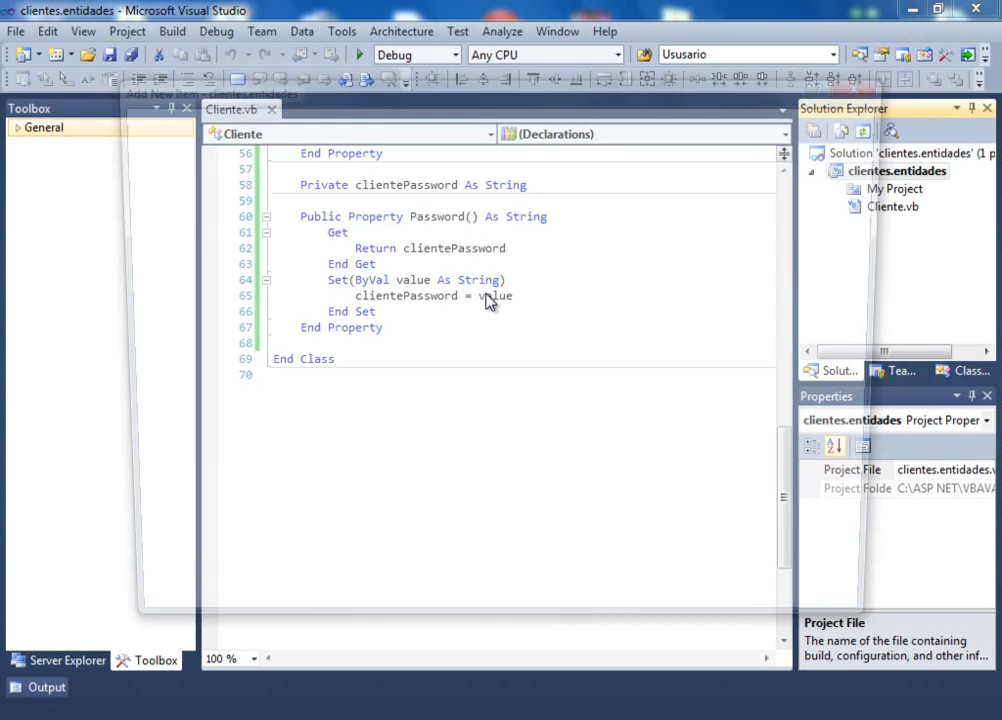 clientes.entidades - Microsoft Visual Studio
File Edit View Project Build Debug Team Data Tools Architecture Test Analyze Window Help
Debug Any CPU Ususario
Add New Item - clientes.entidades
Toolbox
General
Cliente.vb
Cliente (Declarations)
56 End Property
57
58 Private clientePassword As String
59
60 Public Property Password() As String
61 Get
62 Return clientePassword
63 End Get
64 Set(ByVal value As String)
65 clientePassword = value
66 End Set
67 End Property
68
69 End Class
70
100 %
Solution Explorer
Solution 'clientes.entidades' (1 p
clientes.entidades
My Project
Cliente.vb
Solut... Tea... Class...
Properties
clientes.entidades Project Proper
Project File clientes.entidades.v
Project Folde C:\ASP NET\VBAVA
Project File
The name of the file containing
build, configuration, and other inf...
Server Explorer Toolbox
Output